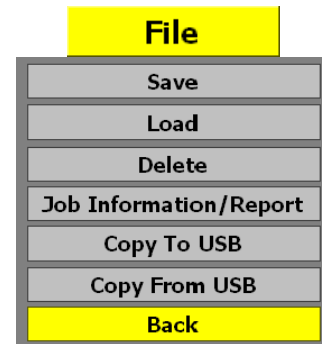 File
Save
Load
Delete
Job Information/Report
Copy To USB
Copy From USB
Back